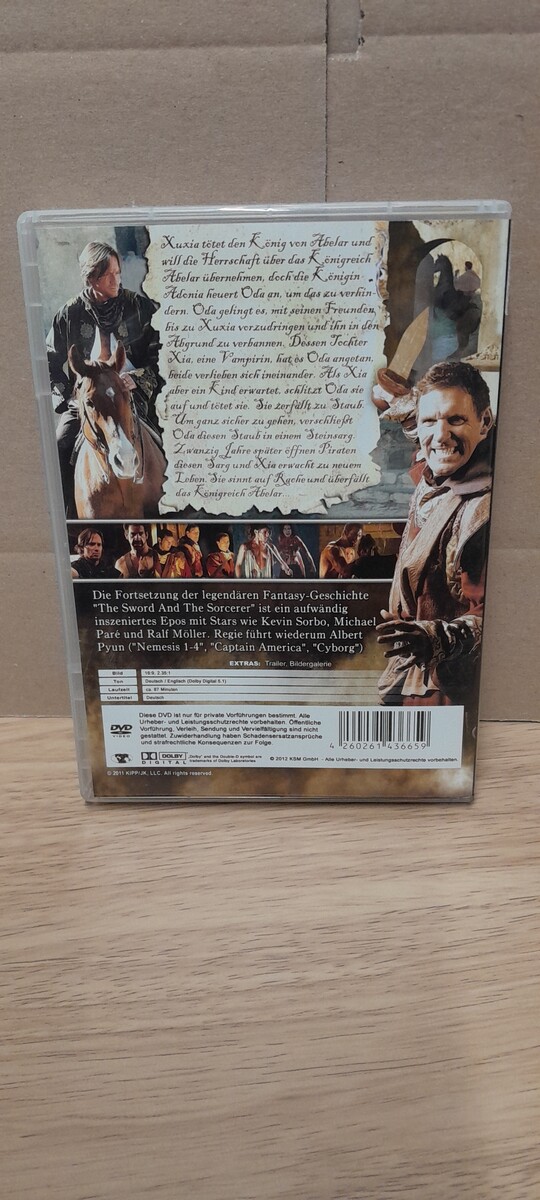 Xuxia tötet den König von Abelar und
will die Herrschaft über das Königreich
Abelar übernehmen, doch die Königin
Adonia heuert Oda an, um das zu verhin-
dern. Oda gelingt es, mit seinen Freunden
bis zu Xuxia vorzudringen und ihn in den
Abgrund zu verbannen. Dessen Tochter
Xia, eine Vampirin, hat es Oda angetan,
beide verlieben sich ineinander. Als Xia
aber ein Kind erwartet, schlitzt Oda sie
auf und tötet sie. Sie zerfällt zu Staub.
Um ganz sicher zu gehen, verschließt
Oda diesen Staub in einem Steinsarg.
Zwanzig Jahre später öffnen Piraten
diesen Sarg und Xia erwacht zu neuem
Leben. Sie sinnt auf Rache und überfällt
das Königreich Abelar...
Die Fortsetzung der legendären Fantasy-Geschichte
"The Sword And The Sorcerer" ist ein aufwändig
inszeniertes Epos mit Stars wie Kevin Sorbo, Michael
Paré und Ralf Möller. Regie führt wiederum Albert
Pyun ("Nemesis 1-4", "Captain America", "Cyborg")
EXTRAS: Trailer, Bildergalerie
Bild 16:9, 2.35:1
Ton Deutsch / Englisch (Dolby Digital 5.1)
Laufzeit ca. 87 Minuten
Untertitel Deutsch
DVD VIDEO
Diese DVD ist nur für private Vorführungen bestimmt. Alle
Urheber- und Leistungsschutzrechte vorbehalten. Öffentliche
Vorführung, Verleih, Sendung und Vervielfältigung sind nicht
gestattet. Zuwiderhandlung haben Schadensersatzansprüche
und strafrechtliche Konsequenzen zur Folge.
4 260261 436659
DOLBY DIGITAL
„Dolby" and the Double-D symbol are
trademarks of Dolby Laboratories
© 2012 KSM GmbH · Alle Urheber- und Leistungsschutzrechte vorbehalten.
© 2011 KIPP/JK, LLC. All rights reserved